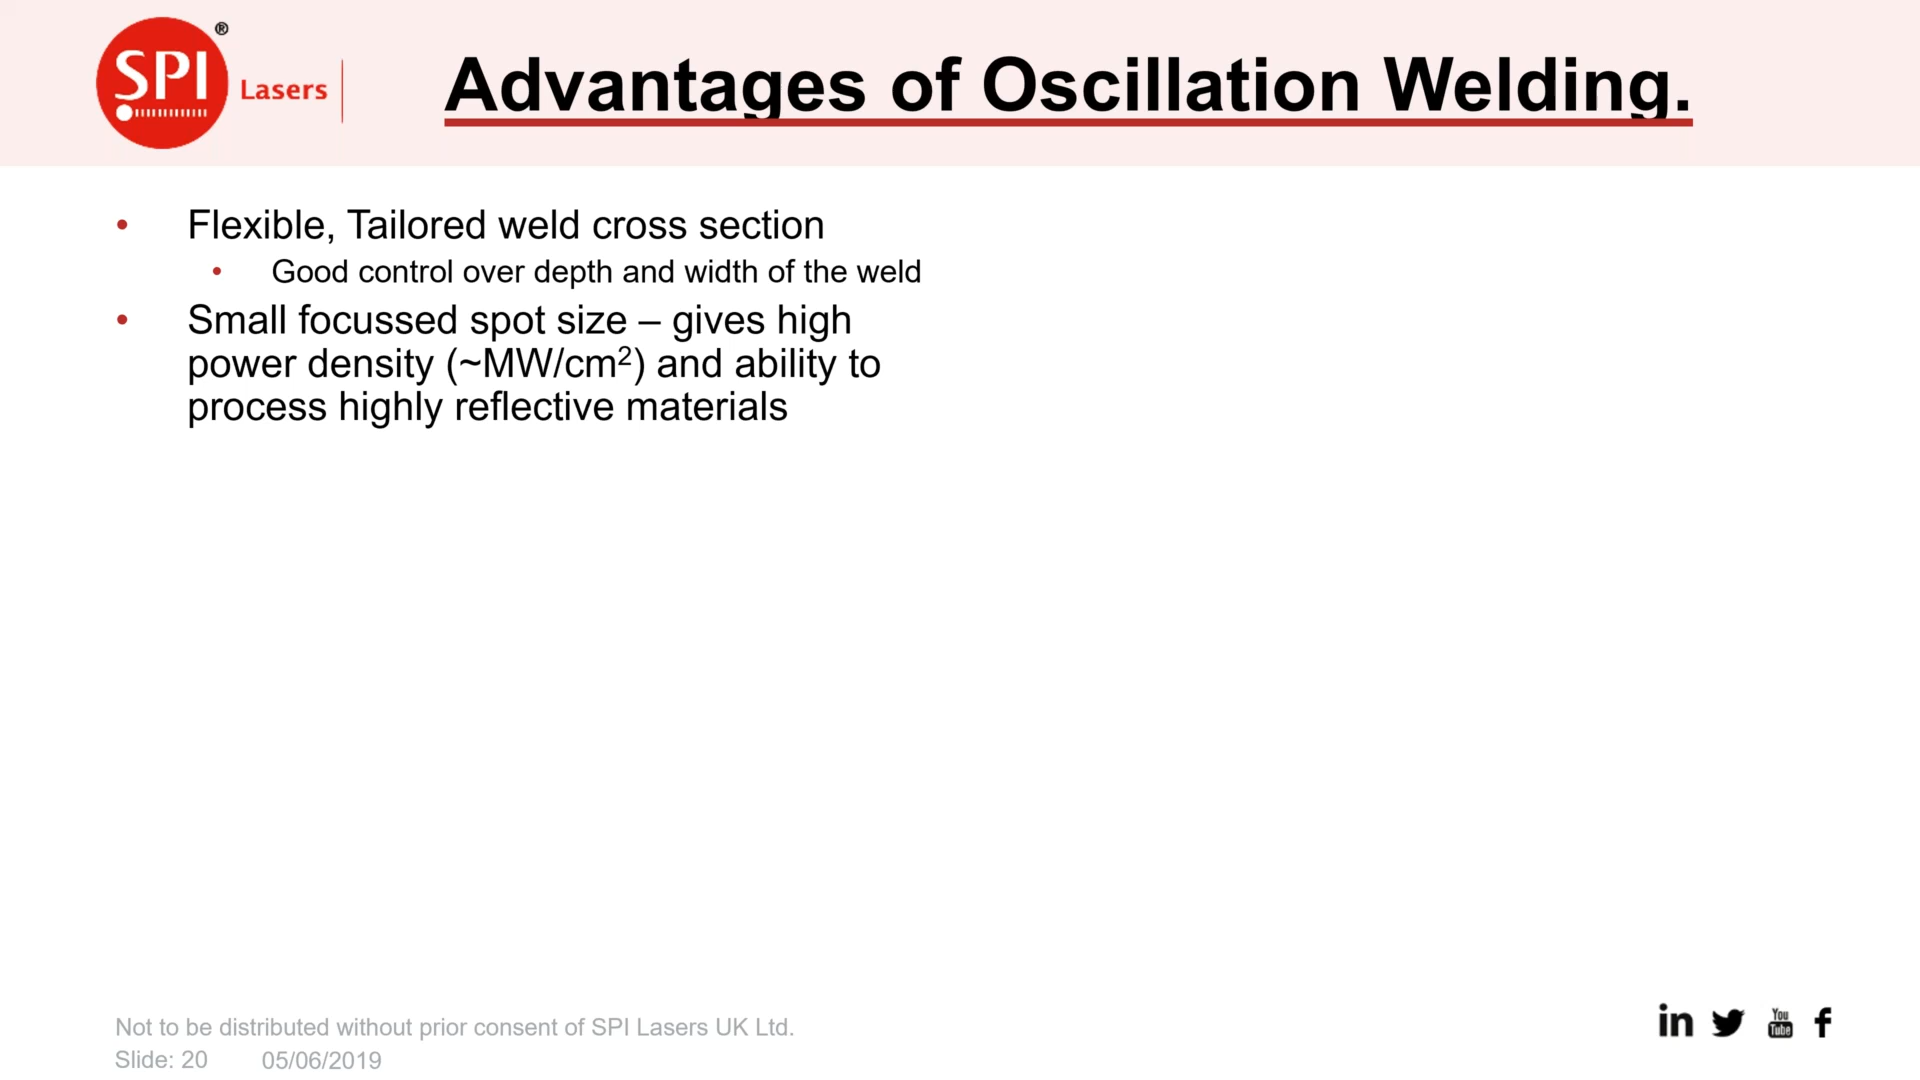 SPI
®
Lasers
Advantages of Oscillation Welding.
• Flexible, Tailored weld cross section
• Good control over depth and width of the weld
• Small focussed spot size – gives high
power density (~MW/cm²) and ability to
process highly reflective materials
Not to be distributed without prior consent of SPI Lasers UK Ltd.
Slide: 20 05/06/2019
in
You
Tube
f